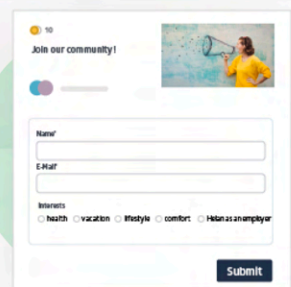 10
Join our community!
Name*
E-Mail*
Interests
health vacation lifestyle comfort Helan as an employer
Submit